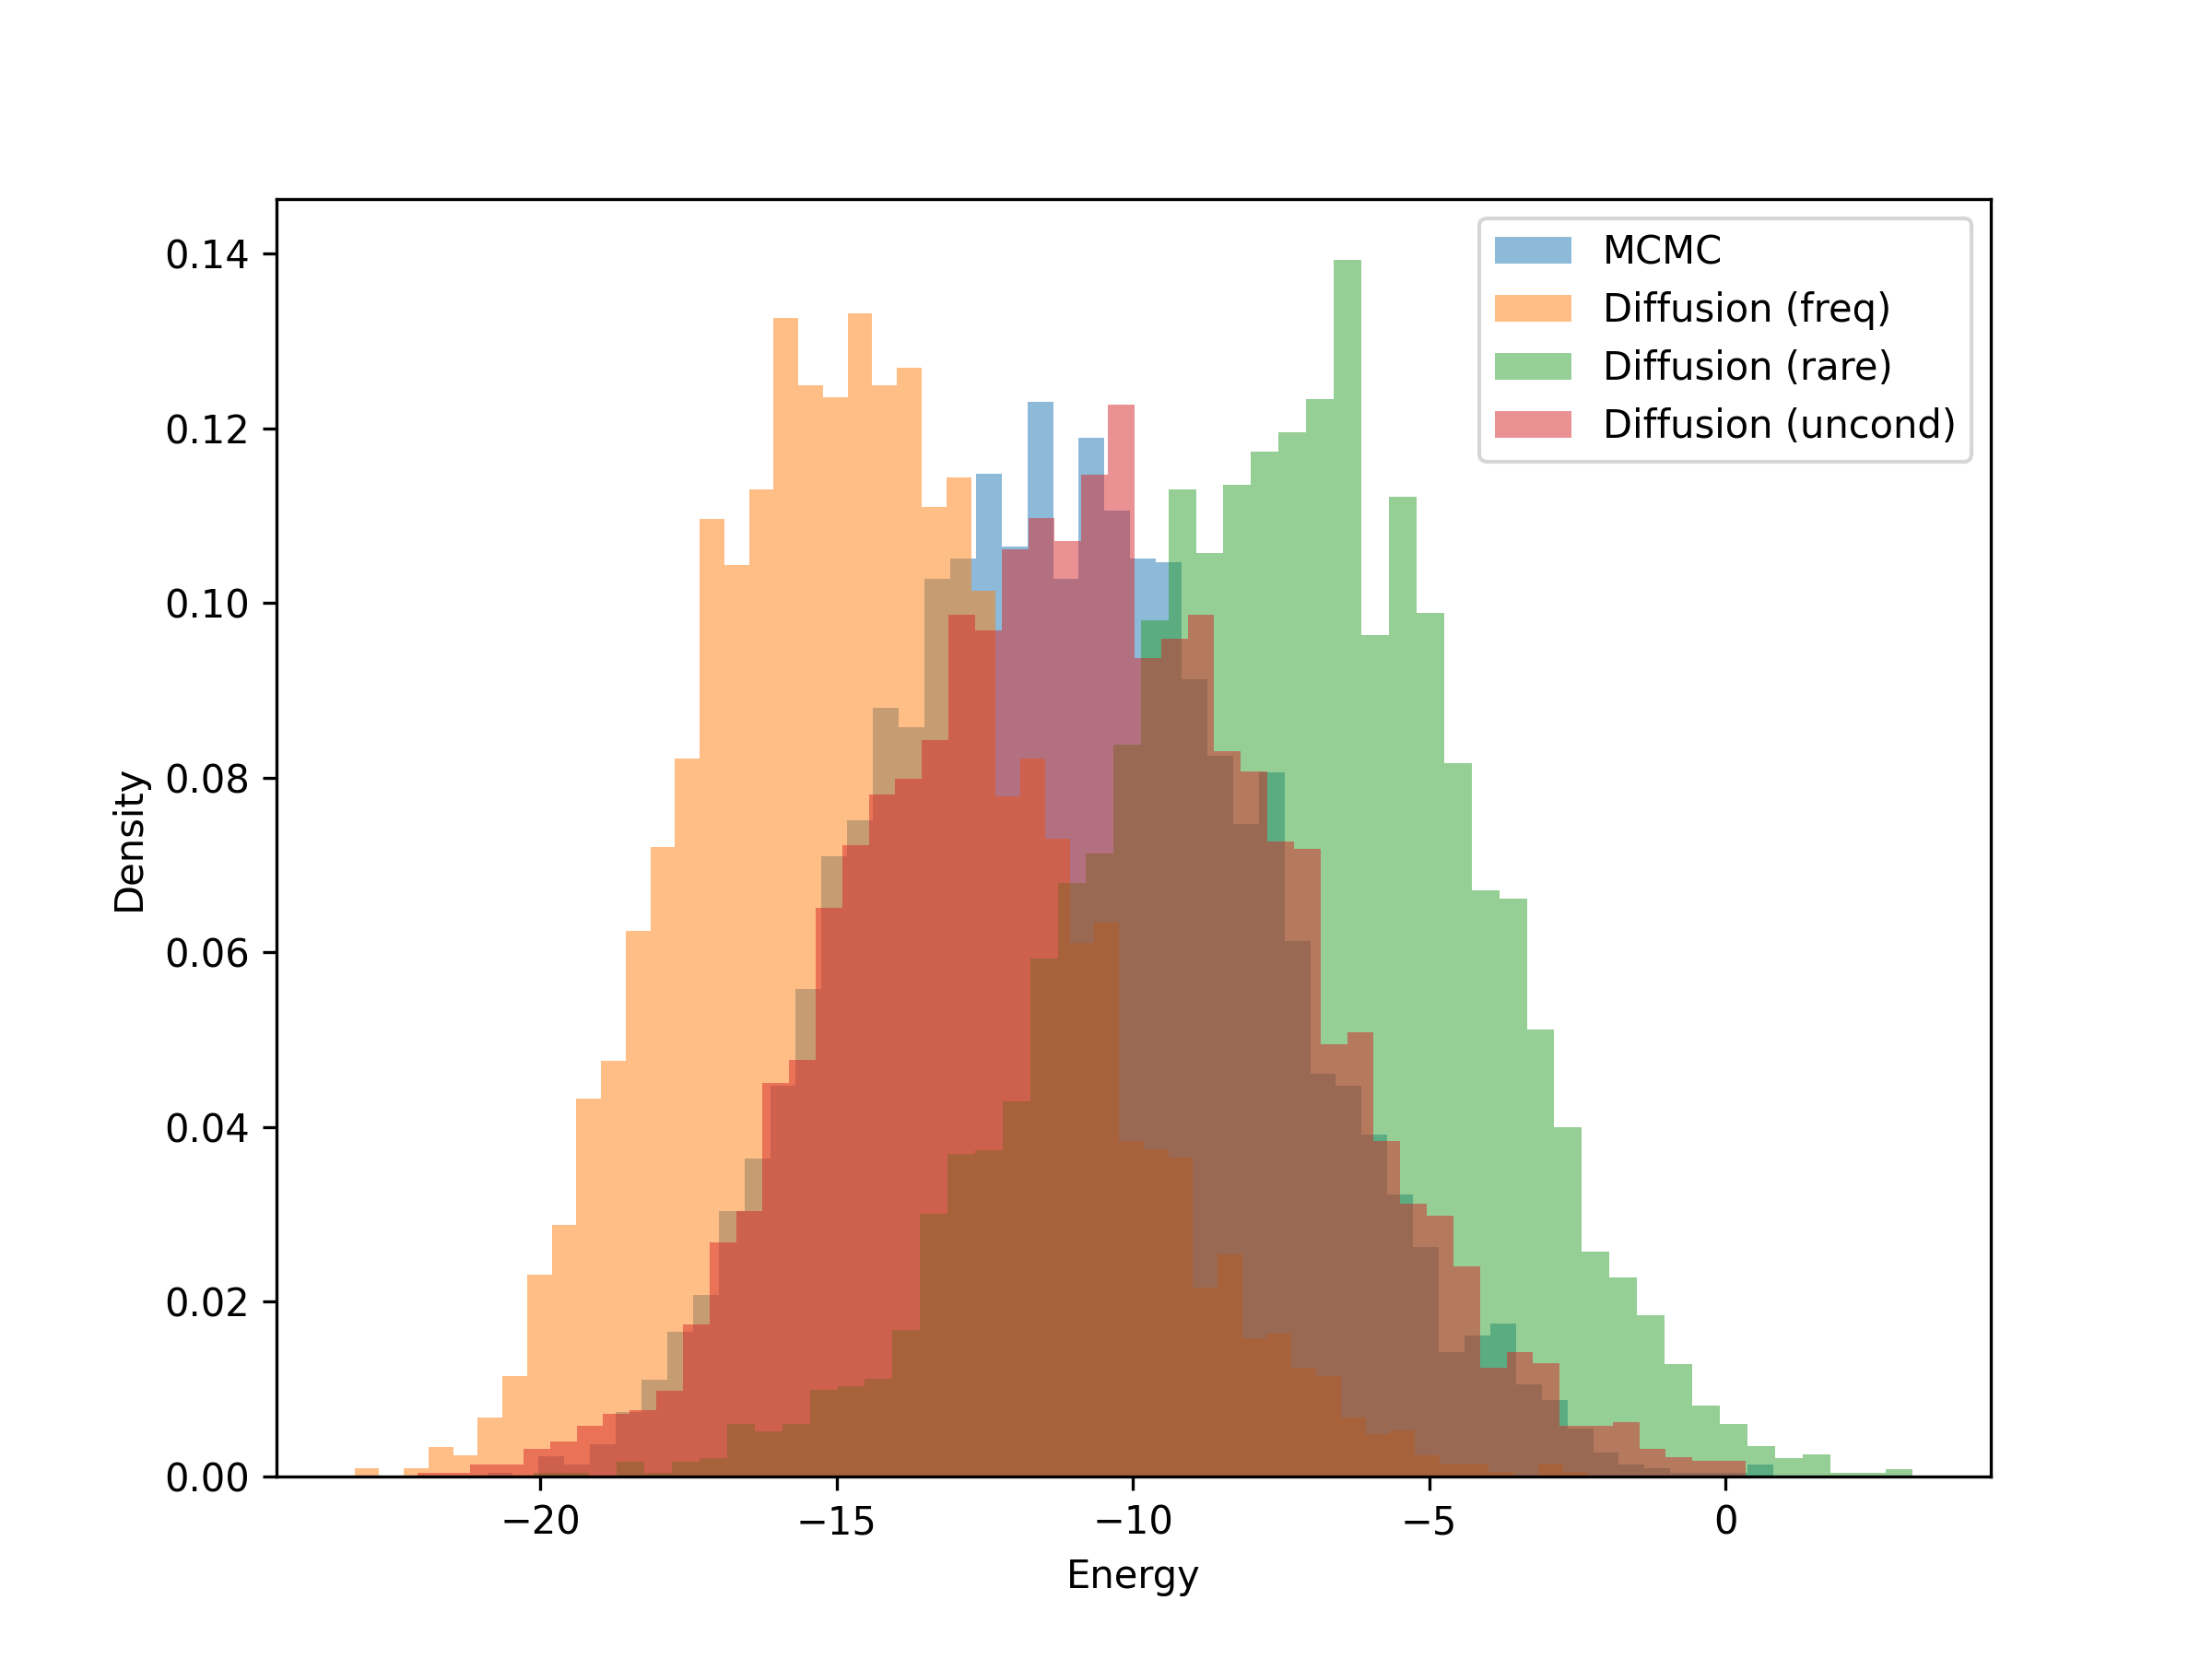 MCMC
Diffusion (freq)
Diffusion (rare)
Diffusion (uncond)
0.14
0.12
0.10
0.08
0.06
0.04
0.02
0.00
Density
−20 −15 −10 −5 0
Energy